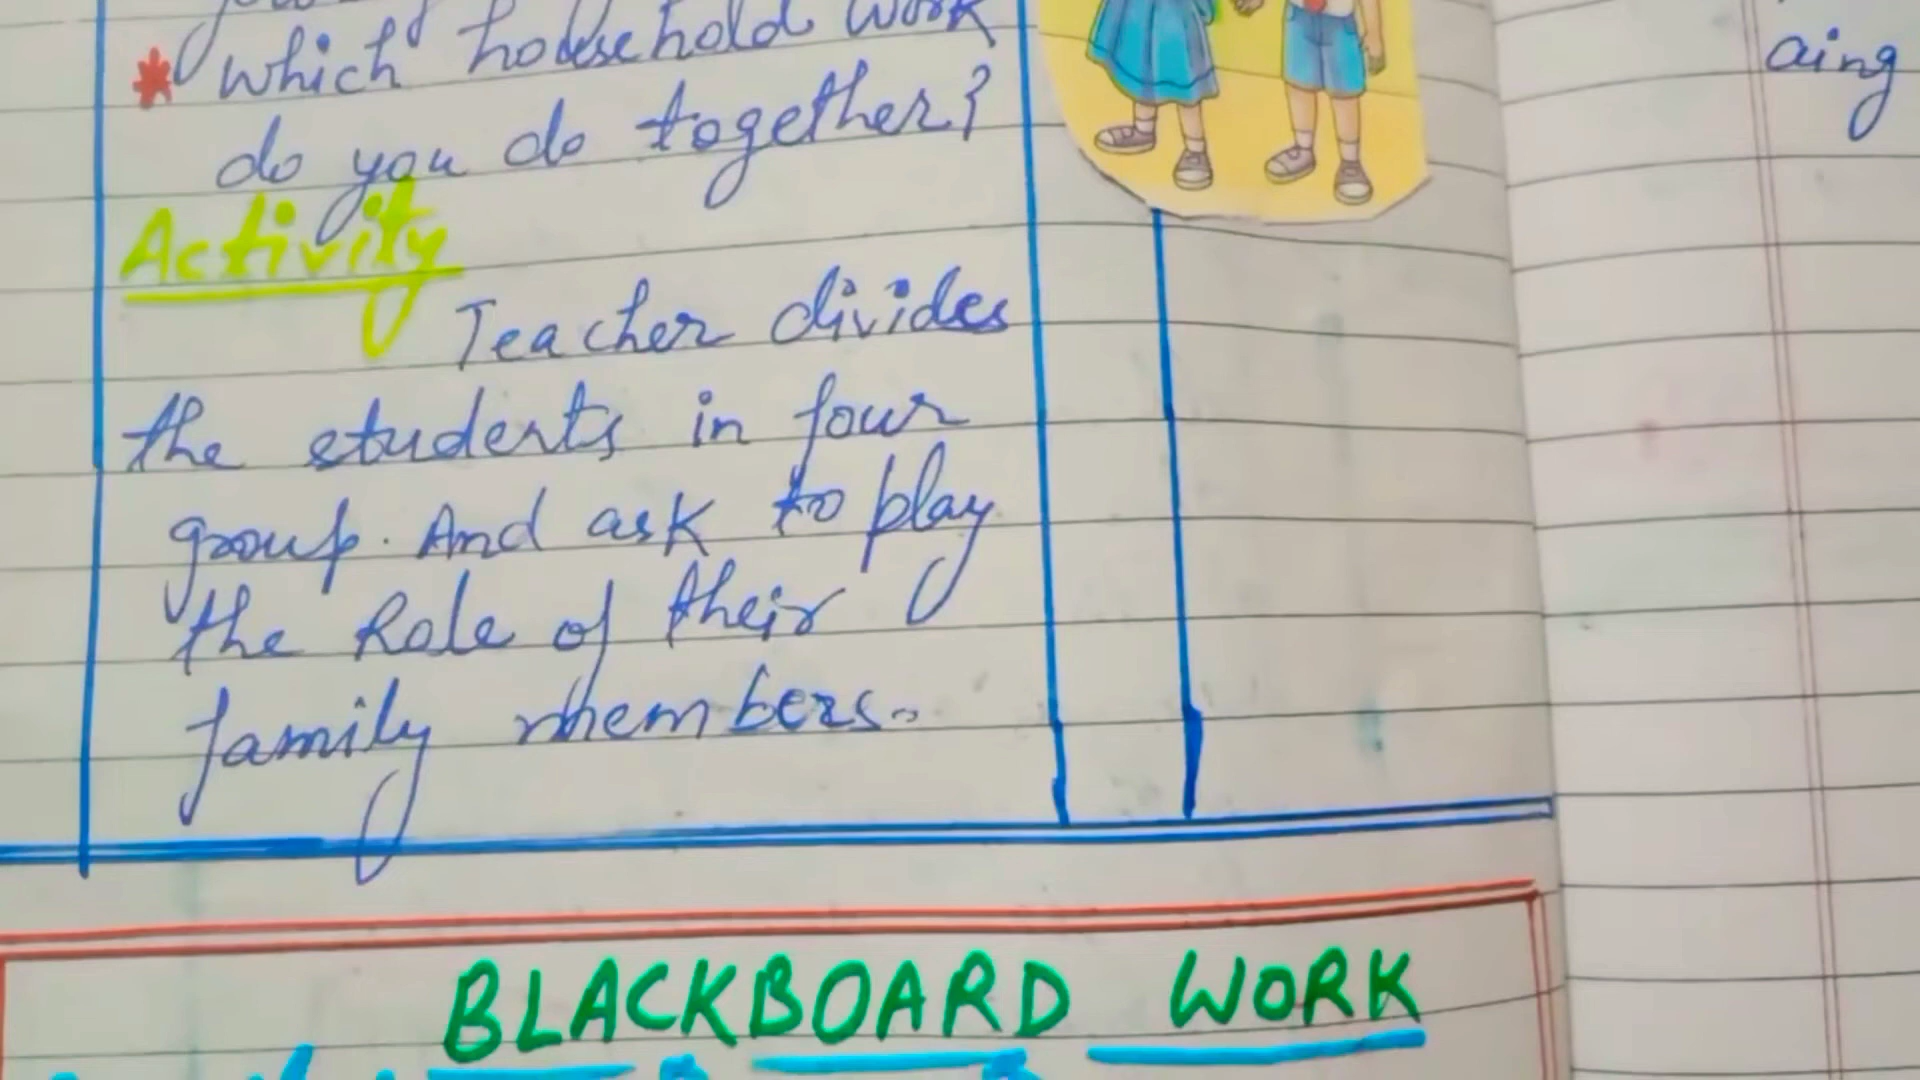 * which household work
do you do together?
Activity
Teacher divides
the students in four
group. And ask to play
the Role of their
family members.
BLACKBOARD WORK
aing